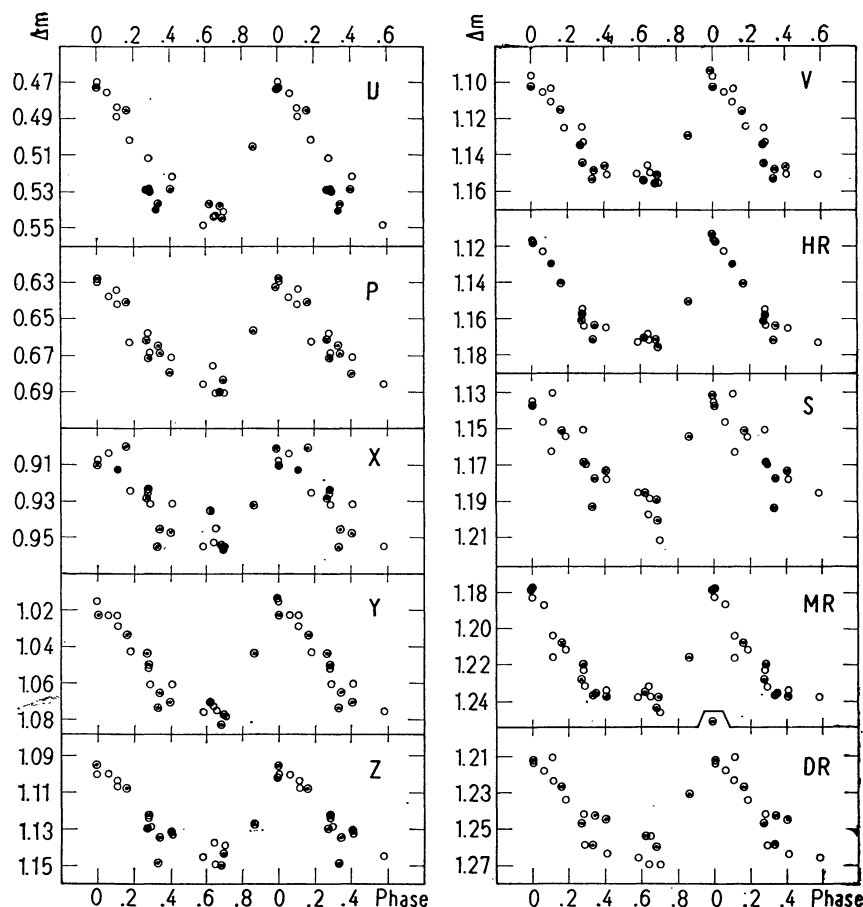 0 .2 .4 .6 .8 0 .2 .4 .6
Δm
U
0.47
0.49
0.51
0.53
0.55
P
0.63
0.65
0.67
0.69
X
0.91
0.93
0.95
Y
1.02
1.04
1.06
1.08
Z
1.09
1.11
1.13
1.15
0 .2 .4 .6 .8 0 .2 .4 Phase
0 .2 .4 .6 .8 0 .2 .4 .6
Δm
V
1.10
1.12
1.14
1.16
HR
1.12
1.14
1.16
1.18
S
1.13
1.15
1.17
1.19
1.21
MR
1.18
1.20
1.22
1.24
DR
1.21
1.23
1.25
1.27
0 .2 .4 .6 .8 0 .2 .4 Phase